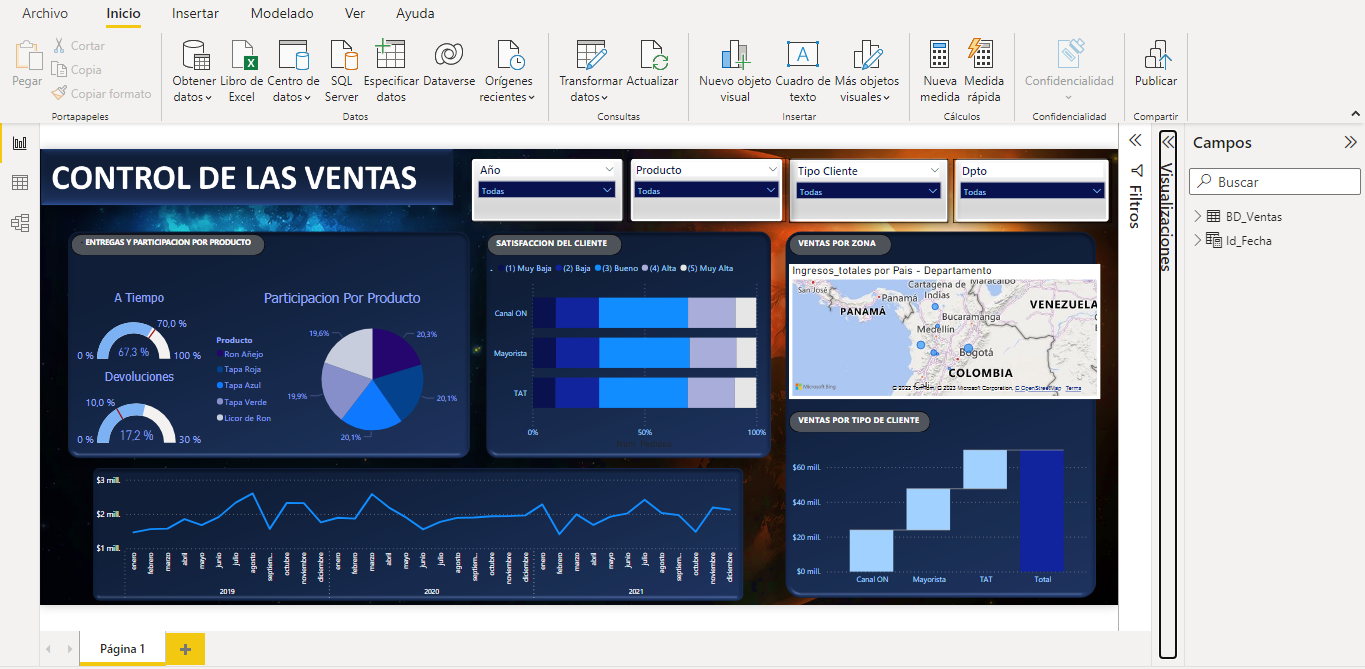 Archivo Inicio Insertar Modelado Ver Ayuda
Pegar
Cortar
Copia
Copiar formato
Portapapeles
Obtener datos
Libro de Excel
Centro de datos
SQL Server
Especificar datos
Dataverse
Orígenes recientes
Datos
Transformar datos
Actualizar
Consultas
Nuevo objeto visual
Cuadro de texto
Más objetos visuales
Insertar
Nueva medida
Medida rápida
Cálculos
Confidencialidad
Confidencialidad
Publicar
Compartir
CONTROL DE LAS VENTAS
Año
Todas
Producto
Todas
Tipo Cliente
Todas
Dpto
Todas
ENTREGAS Y PARTICIPACION POR PRODUCTO
A Tiempo
70,0 %
0 %
67,3 %
100 %
Devoluciones
10,0 %
0 %
17,2 %
30 %
Participacion Por Producto
Producto
Ron Añejo
Tapa Roja
Tapa Azul
Tapa Verde
Licor de Ron
19,6%
20,3%
19,9%
20,1%
20,1%
SATISFACCION DEL CLIENTE
(1) Muy Baja (2) Baja (3) Bueno (4) Alta (5) Muy Alta
Canal ON
Mayorista
TAT
0% 50% 100%
VENTAS POR ZONA
Ingresos_totales por Pais - Departamento
San José
Panamá
PANAMÁ
Cartagena de Indias
Maracaibo
VENEZUELA
Bucaramanga
Medellín
Bogotá
COLOMBIA
Cali
Microsoft Bing
© 2022 TomTom, © 2023 Microsoft Corporation, © OpenStreetMap Terms
VENTAS POR TIPO DE CLIENTE
$60 mill.
$40 mill.
$20 mill.
$0 mill.
Canal ON Mayorista TAT Total
$3 mill.
$2 mill.
$1 mill.
enero febrero marzo abril mayo junio julio agosto septiem... octubre noviembre diciembre
enero febrero marzo abril mayo junio julio agosto septiem... octubre noviembre diciembre
enero febrero marzo abril mayo junio julio agosto septiem... octubre noviembre diciembre
2019 2020 2021
Filtros
Visualizaciones
Campos
Buscar
BD_Ventas
Id_Fecha
Página 1